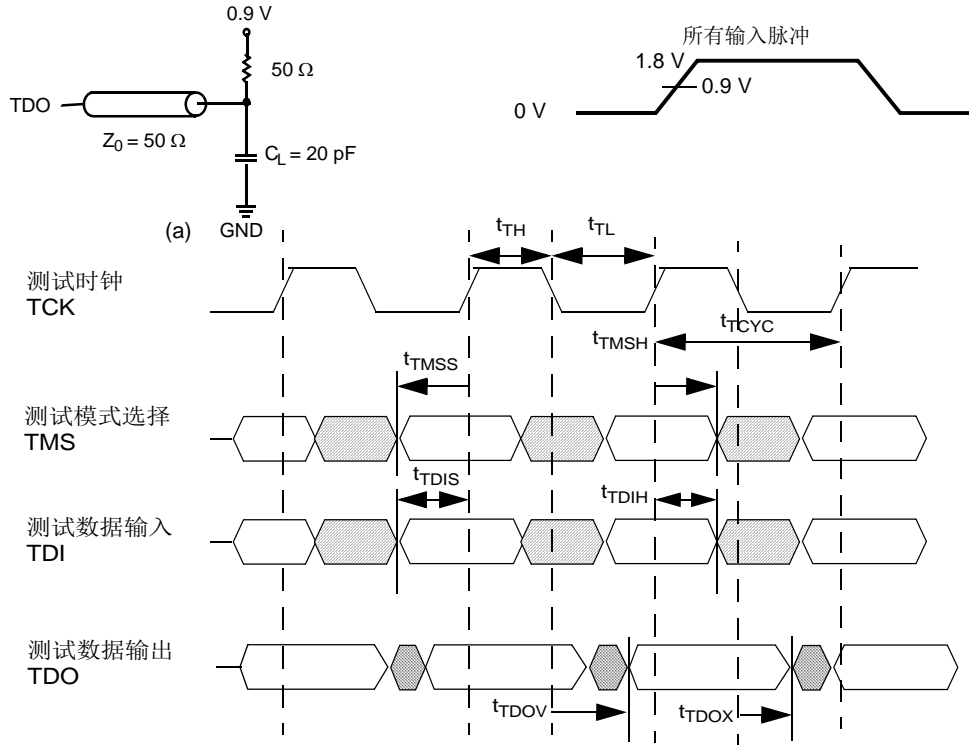 0.9 V
50 Ω
TDO
Z0 = 50 Ω
CL = 20 pF
(a)
GND
所有输入脉冲
1.8 V
0.9 V
0 V
tTH
tTL
测试时钟
TCK
tTMSH
tTCYC
tTMSS
测试模式选择
TMS
tTDIS
tTDIH
测试数据输入
TDI
测试数据输出
TDO
tTDOV
tTDOX